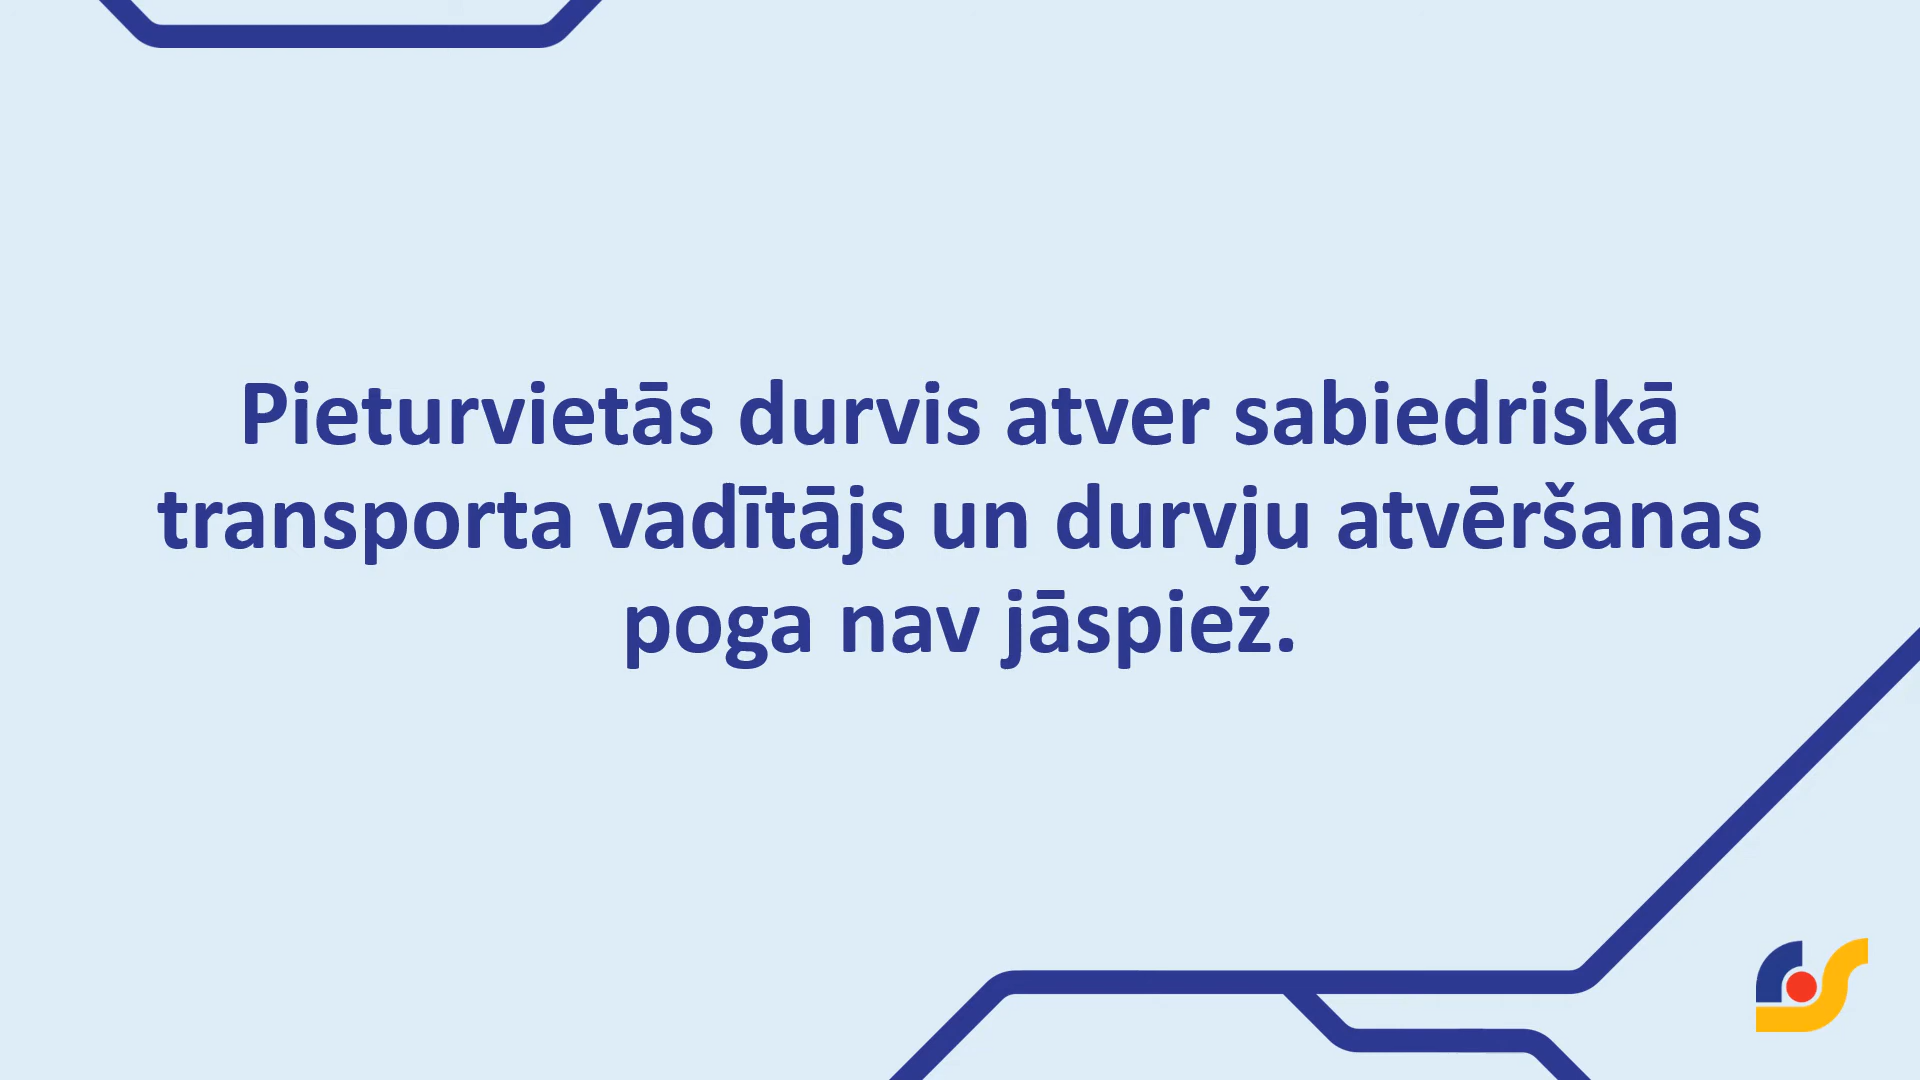 Pieturvietās durvis atver sabiedriskā
transporta vadītājs un durvju atvēršanas
poga nav jāspiež.